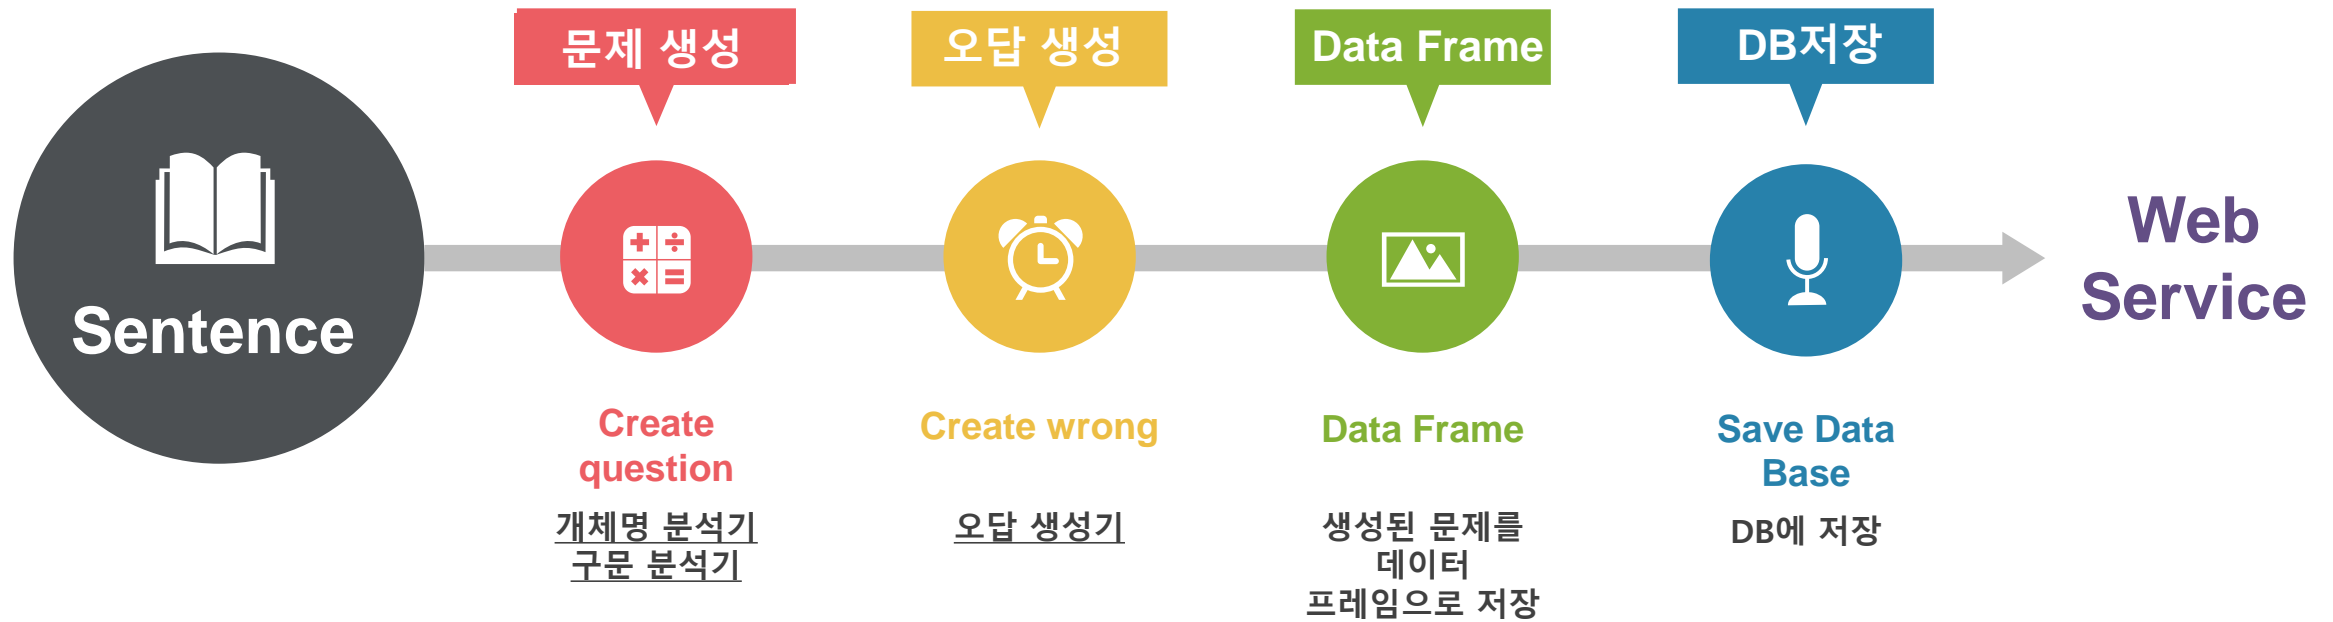 문제 생성
오답 생성
Data Frame
DB저장
Sentence
Web
Service
Create
question
개체명 분석기
구문 분석기
Create wrong
오답 생성기
Data Frame
생성된 문제를
데이터
프레임으로 저장
Save Data
Base
DB에 저장